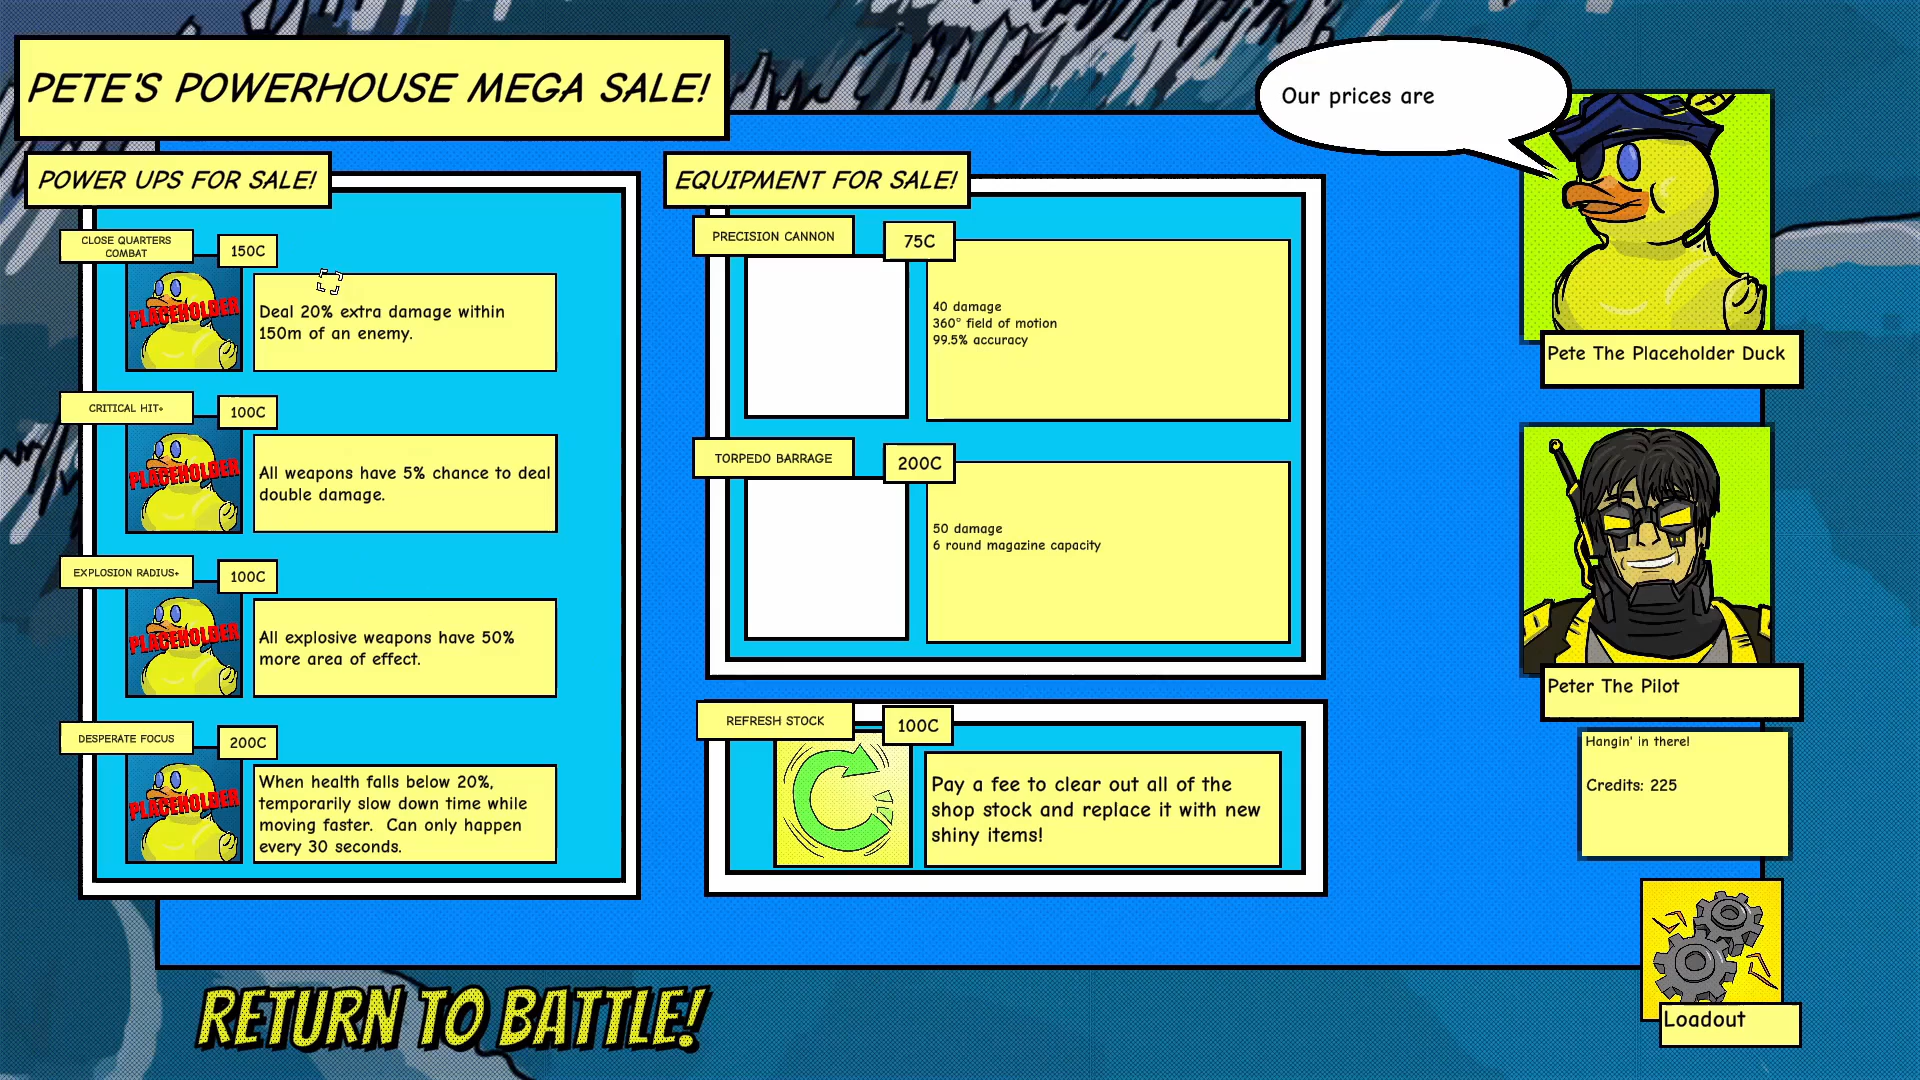 PETE'S POWERHOUSE MEGA SALE!
Our prices are
POWER UPS FOR SALE!
CLOSE QUARTERS
COMBAT
150C
PLACEHOLDER
Deal 20% extra damage within
150m of an enemy.
CRITICAL HIT+
100C
PLACEHOLDER
All weapons have 5% chance to deal
double damage.
EXPLOSION RADIUS+
100C
PLACEHOLDER
All explosive weapons have 50%
more area of effect.
DESPERATE FOCUS
200C
PLACEHOLDER
When health falls below 20%,
temporarily slow down time while
moving faster. Can only happen
every 30 seconds.
EQUIPMENT FOR SALE!
PRECISION CANNON
75C
40 damage
360° field of motion
99.5% accuracy
TORPEDO BARRAGE
200C
50 damage
6 round magazine capacity
REFRESH STOCK
100C
Pay a fee to clear out all of the
shop stock and replace it with new
shiny items!
Pete The Placeholder Duck
Peter The Pilot
Hangin' in there!
Credits: 225
Loadout
RETURN TO BATTLE!